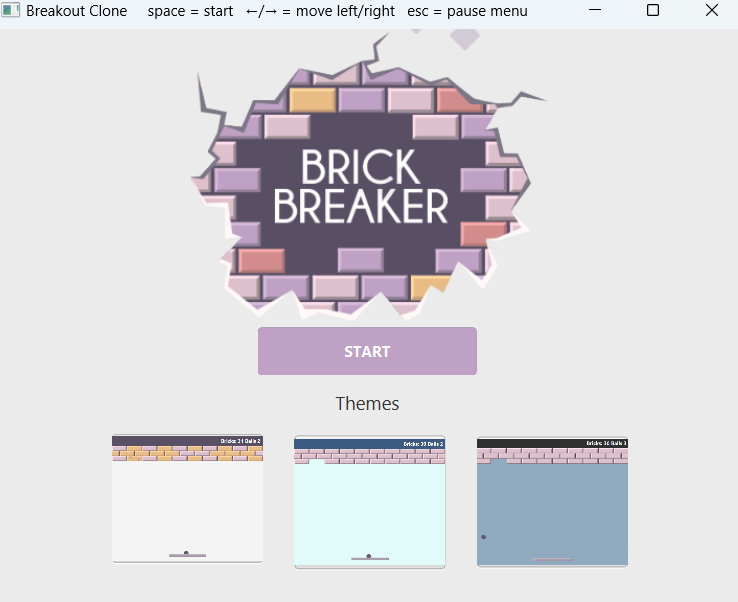 Breakout Clone space = start ←/→ = move left/right esc = pause menu
BRICK
BREAKER
START
Themes
Bricks: 31 Balls 2
Bricks: 30 Balls 2
Bricks: 30 Balls 3